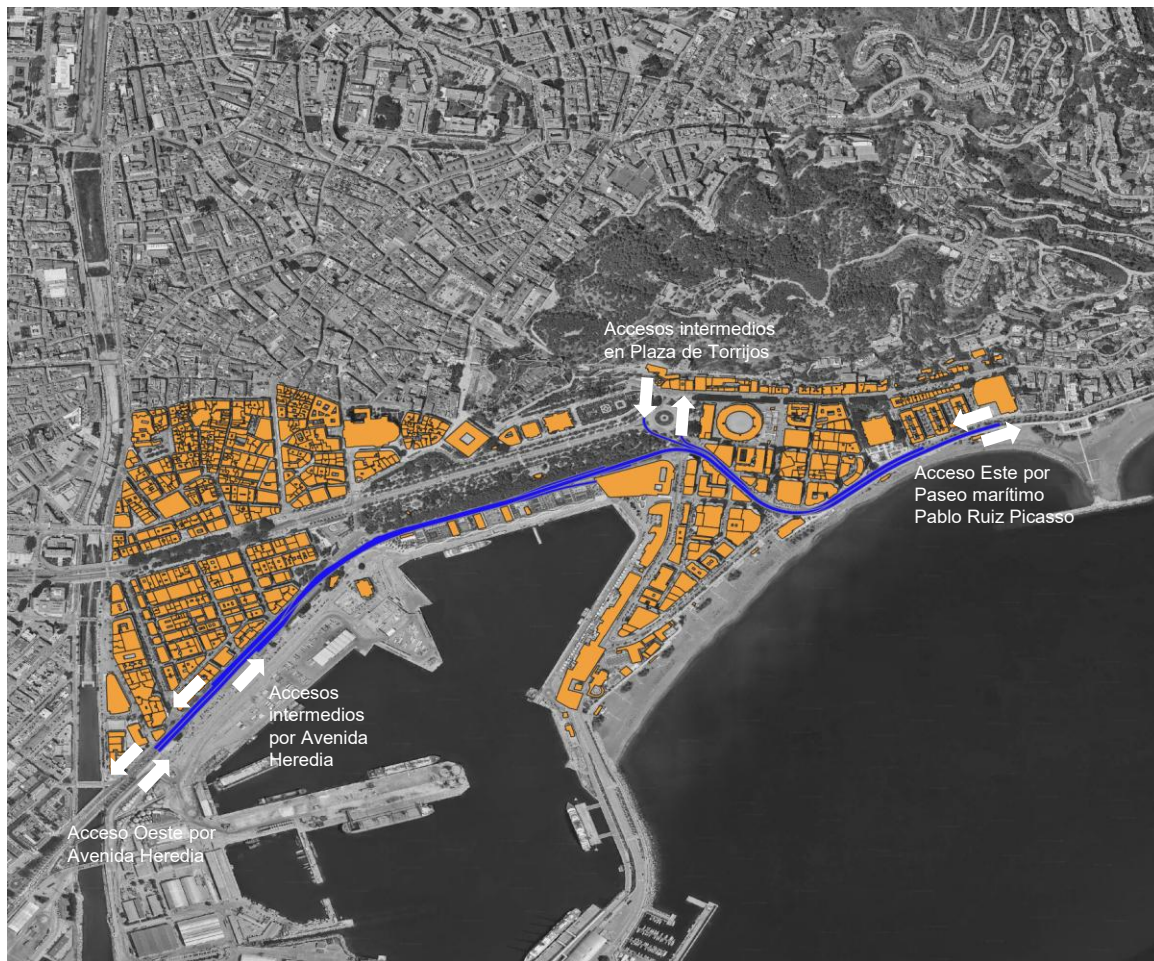 Accesos intermedios
en Plaza de Torrijos
Acceso Este por
Paseo marítimo
Pablo Ruiz Picasso
Accesos
intermedios
por Avenida
Heredia
Acceso Oeste por
Avenida Heredia